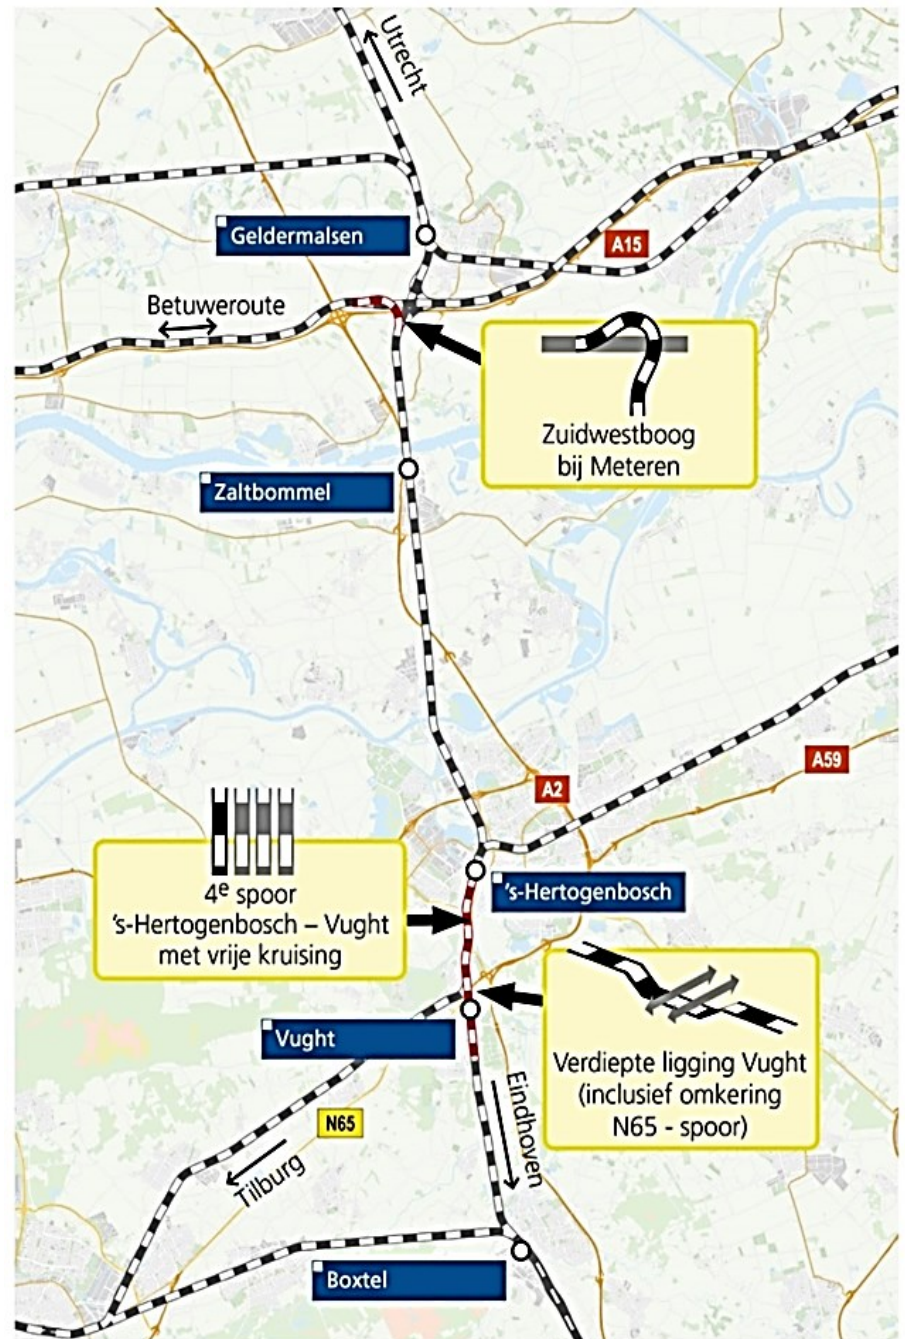 Utrecht
Geldermalsen
A15
Betuweroute
Zuidwestboog
bij Meteren
Zaltbommel
A59
A2
4e spoor
's-Hertogenbosch – Vught
met vrije kruising
's-Hertogenbosch
Vught
Verdiepte ligging Vught
(inclusief omkering
N65 - spoor)
Eindhoven
N65
Tilburg
Boxtel